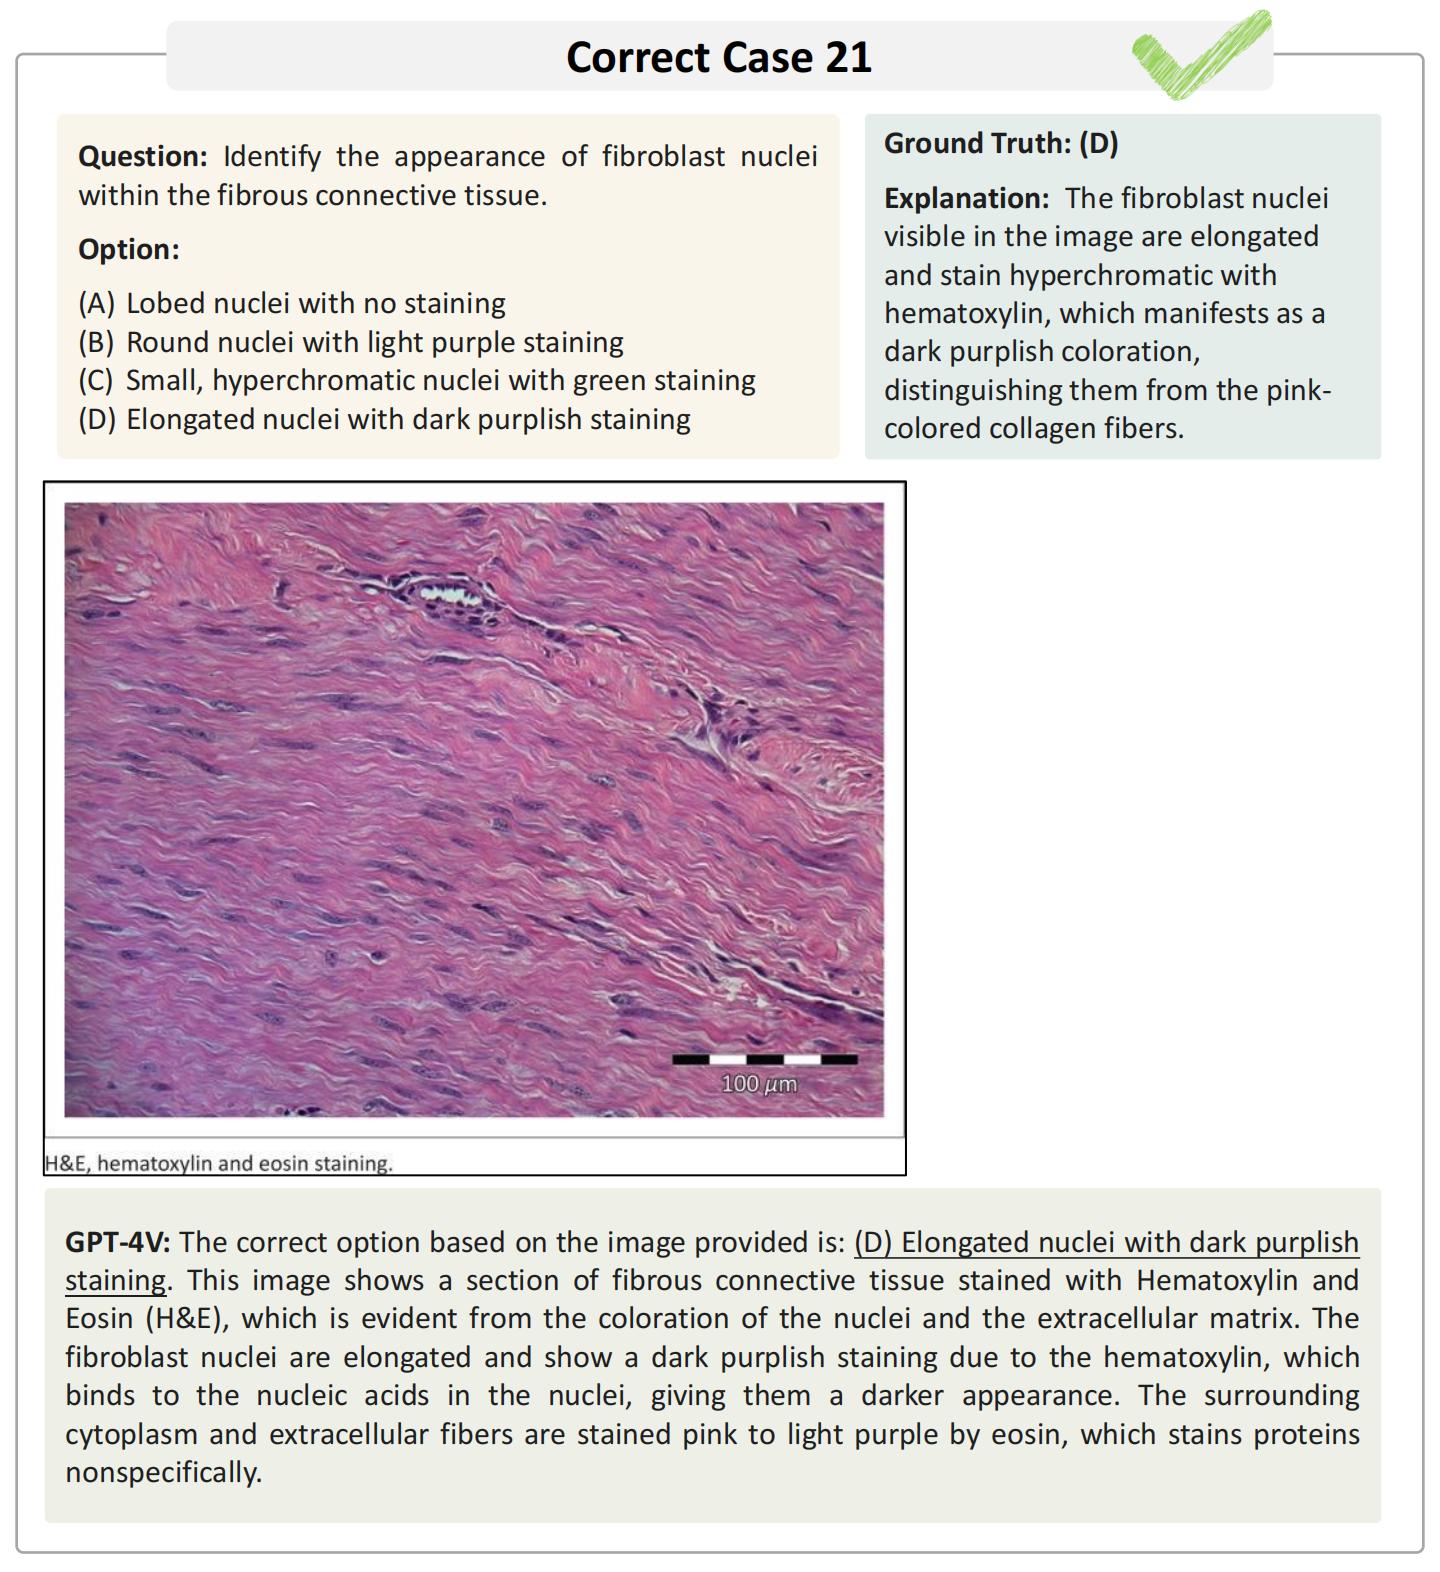 Correct Case 21
Question: Identify the appearance of fibroblast nuclei
within the fibrous connective tissue.
Option:
(A) Lobed nuclei with no staining
(B) Round nuclei with light purple staining
(C) Small, hyperchromatic nuclei with green staining
(D) Elongated nuclei with dark purplish staining
Ground Truth: (D)
Explanation: The fibroblast nuclei
visible in the image are elongated
and stain hyperchromatic with
hematoxylin, which manifests as a
dark purplish coloration,
distinguishing them from the pink-
colored collagen fibers.
100 µm
H&E, hematoxylin and eosin staining.
GPT-4V: The correct option based on the image provided is: (D) Elongated nuclei with dark purplish
staining. This image shows a section of fibrous connective tissue stained with Hematoxylin and
Eosin (H&E), which is evident from the coloration of the nuclei and the extracellular matrix. The
fibroblast nuclei are elongated and show a dark purplish staining due to the hematoxylin, which
binds to the nucleic acids in the nuclei, giving them a darker appearance. The surrounding
cytoplasm and extracellular fibers are stained pink to light purple by eosin, which stains proteins
nonspecifically.